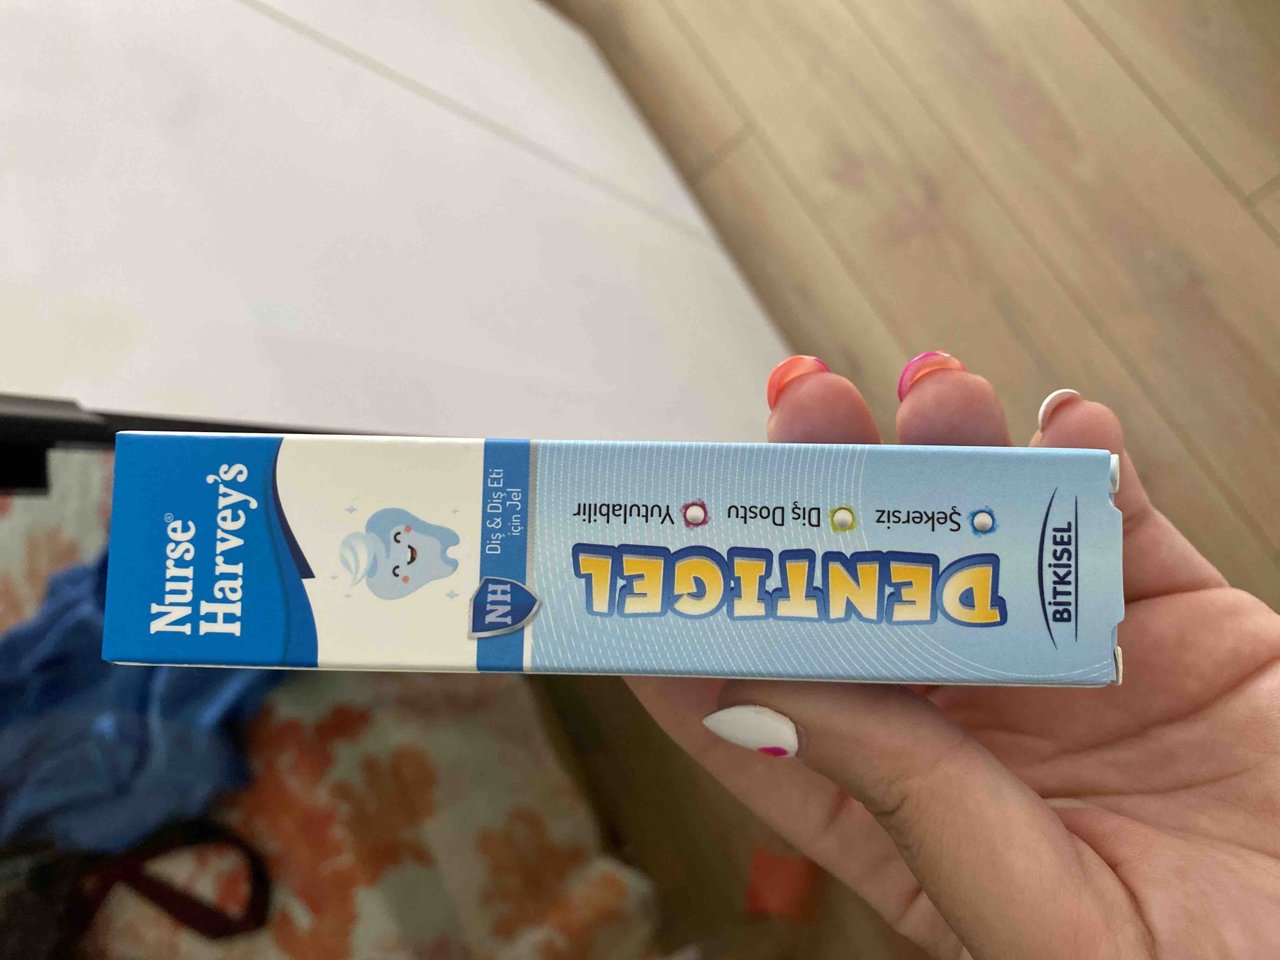 Nurse®
Harvey's
Diş & Diş Eti
için Jel
NH
DENTIGEL
Şekersiz
Diş Dostu
Yutulabilir
BİTKİSEL